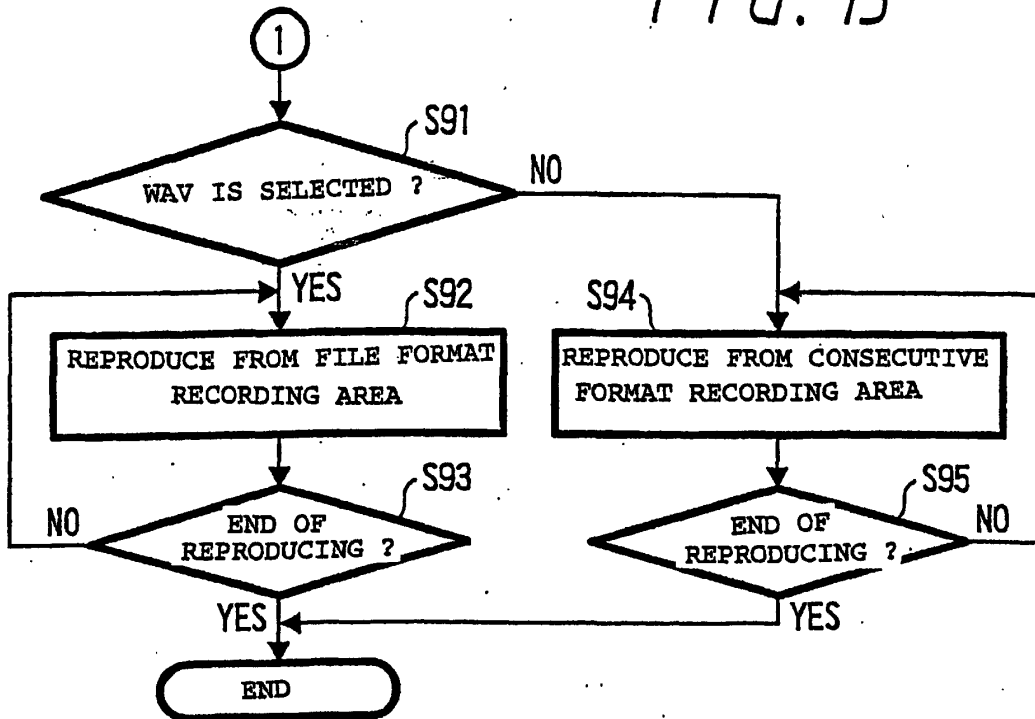 1
S91
WAV IS SELECTED ?
NO
YES
S92
S94
REPRODUCE FROM FILE FORMAT
RECORDING AREA
REPRODUCE FROM CONSECUTIVE
FORMAT RECORDING AREA
S93
S95
NO
END OF
REPRODUCING ?
END OF
REPRODUCING ?
NO
YES
YES
END